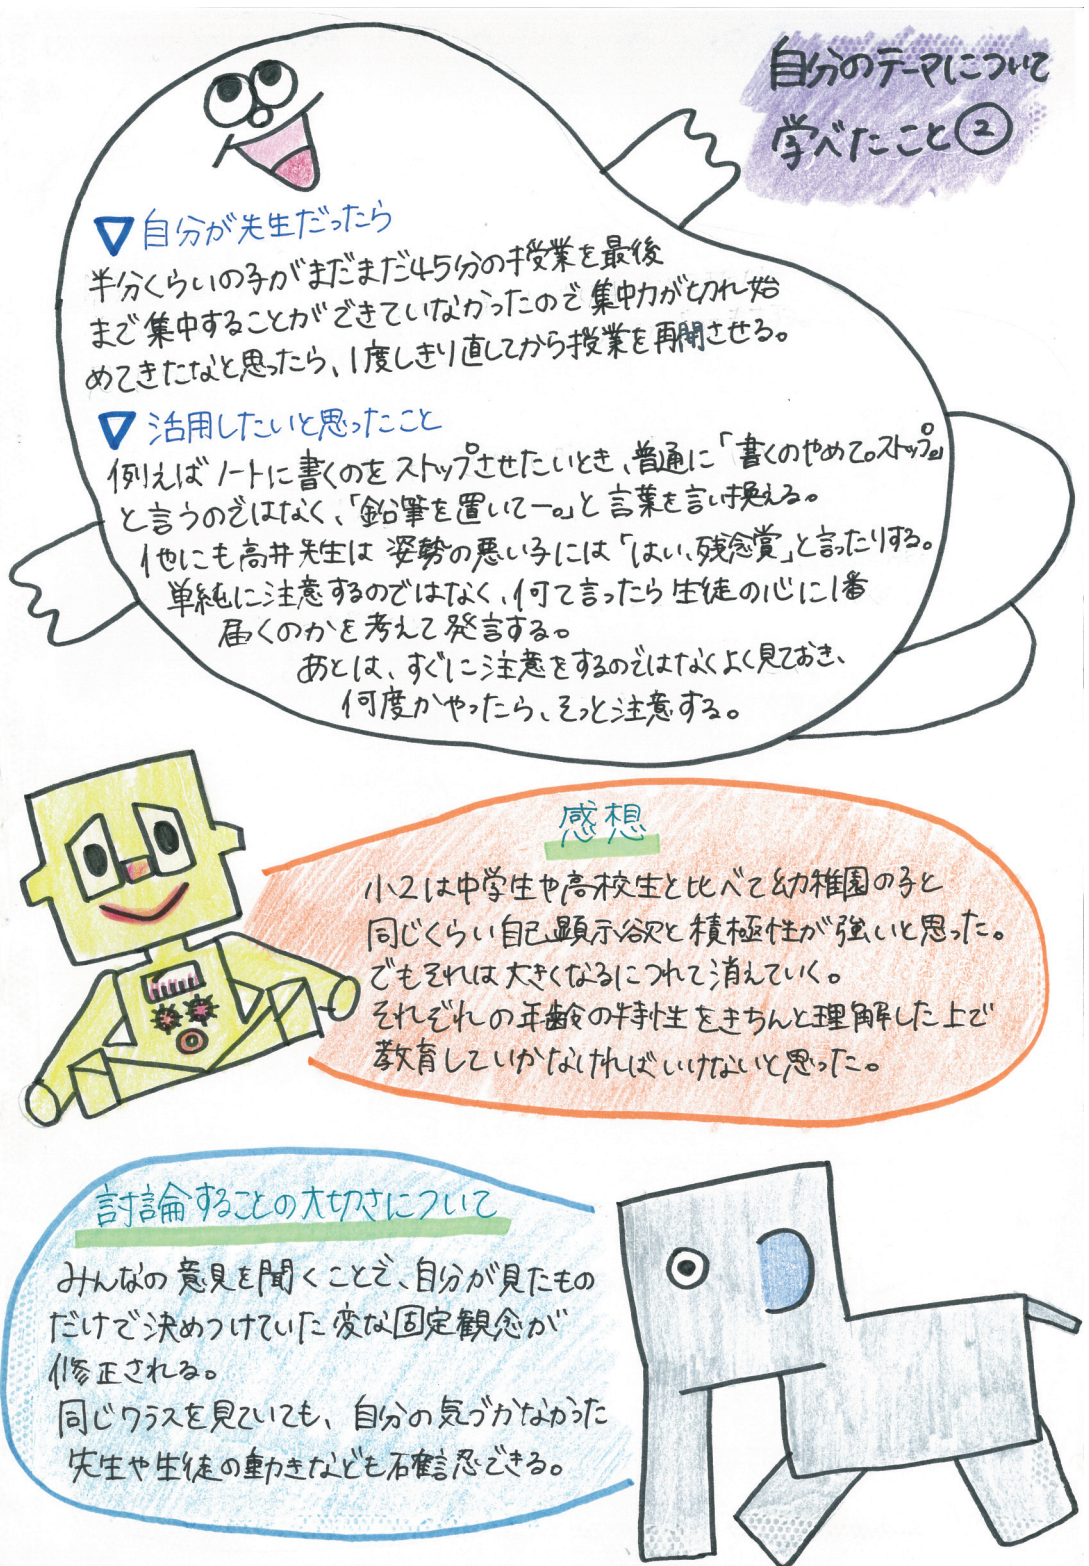 自分のテーマについて
学べたこと②
▽自分が先生だったら
半分くらいの子がまだまだ45分の授業を最後
まで集中することができていなかったので集中力が切れ始
めてきたなと思ったら、1度しきり直してから授業を再開させる。
▽活用したいと思ったこと
例えばノートに書くのをストップさせたいとき、普通に「書くのやめて。ストップ。」
と言うのではなく、「鉛筆を置いてー。」と言葉を言い換える。
他にも高井先生は姿勢の悪い子には「はい、残念賞」と言ったりする。
単純に注意するのではなく、何て言ったら生徒の心に1番
届くのかを考えて発言する。
あとは、すぐに注意をするのではなくよく見ておき、
何度かやったら、そっと注意する。
感想
小2は中学生や高校生と比べて幼稚園の子と
同じくらい自己顕示欲と積極性が強いと思った。
でもそれは大きくなるにつれて消えていく。
それぞれの年齢の特性をきちんと理解した上で
教育していかなければいけないと思った。
討論することの大切さについて
みんなの意見を聞くことで、自分が見たもの
だけで決めつけていた変な固定観念が
修正される。
同じクラスを見ていても、自分の気づかなかった
先生や生徒の動きなども確認できる。